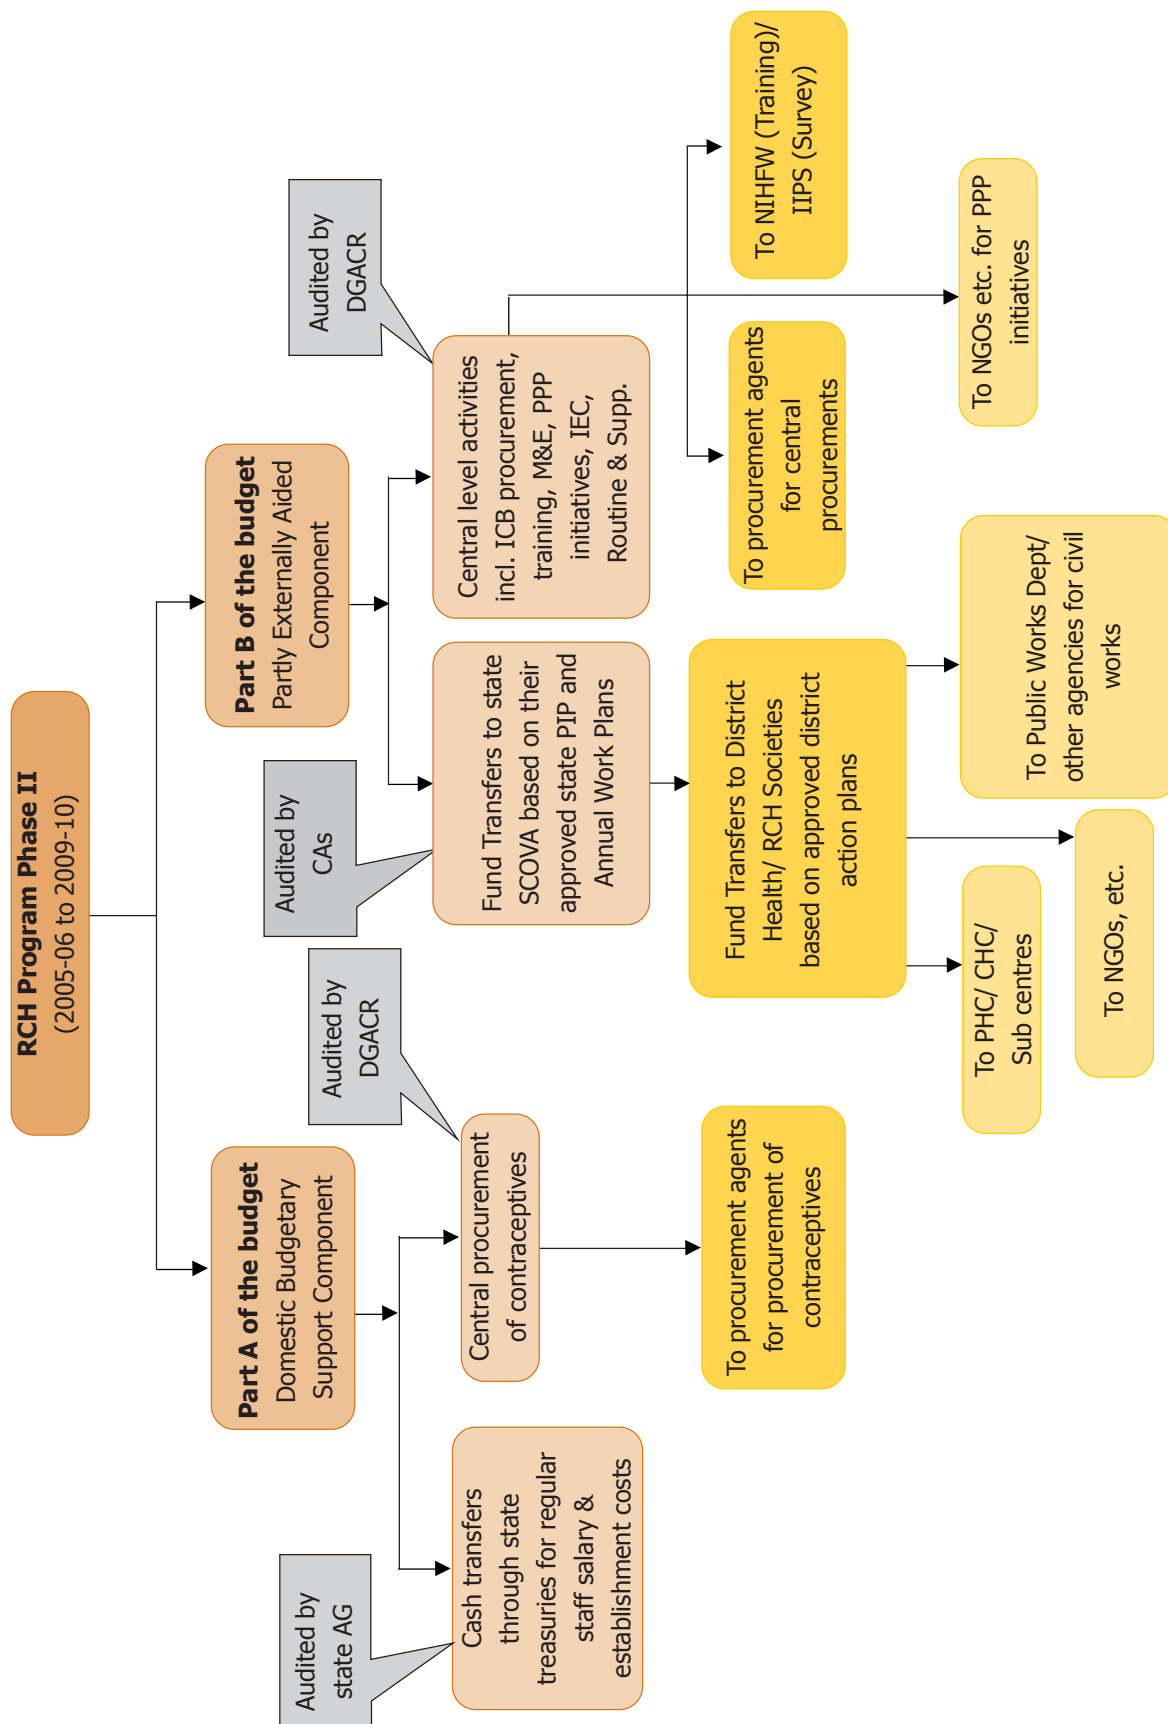 RCH Program Phase II
(2005-06 to 2009-10)
Part A of the budget
Domestic Budgetary
Support Component
Part B of the budget
Partly Externally Aided
Component
Audited by
state AG
Audited by
DGACR
Audited by
CAs
Audited by
DGACR
Cash transfers
through state
treasuries for regular
staff salary &
establishment costs
Central procurement
of contraceptives
Fund Transfers to state
SCOVA based on their
approved state PIP and
Annual Work Plans
Central level activities
incl. ICB procurement,
training, M&E, PPP
initiatives, IEC,
Routine & Supp.
To procurement agents
for procurement of
contraceptives
Fund Transfers to District
Health/ RCH Societies
based on approved district
action plans
To procurement agents
for central
procurements
To NIHFW (Training)/
IIPS (Survey)
To PHC/ CHC/
Sub centres
To NGOs, etc.
To Public Works Dept/
other agencies for civil
works
To NGOs etc. for PPP
initiatives